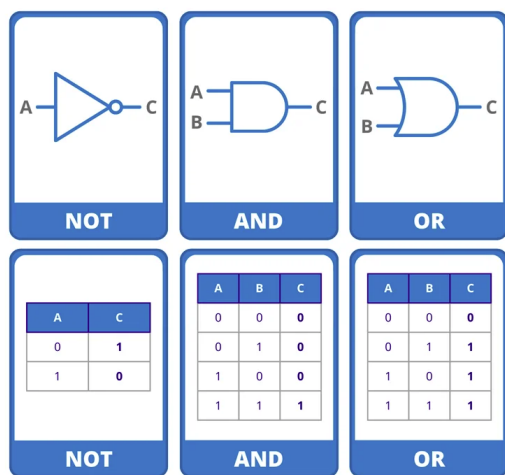 A C
NOT
A
B
C
AND
A
B
C
OR
A C
0 1
1 0
NOT
A B C
0 0 0
0 1 0
1 0 0
1 1 1
AND
A B C
0 0 0
0 1 1
1 0 1
1 1 1
OR